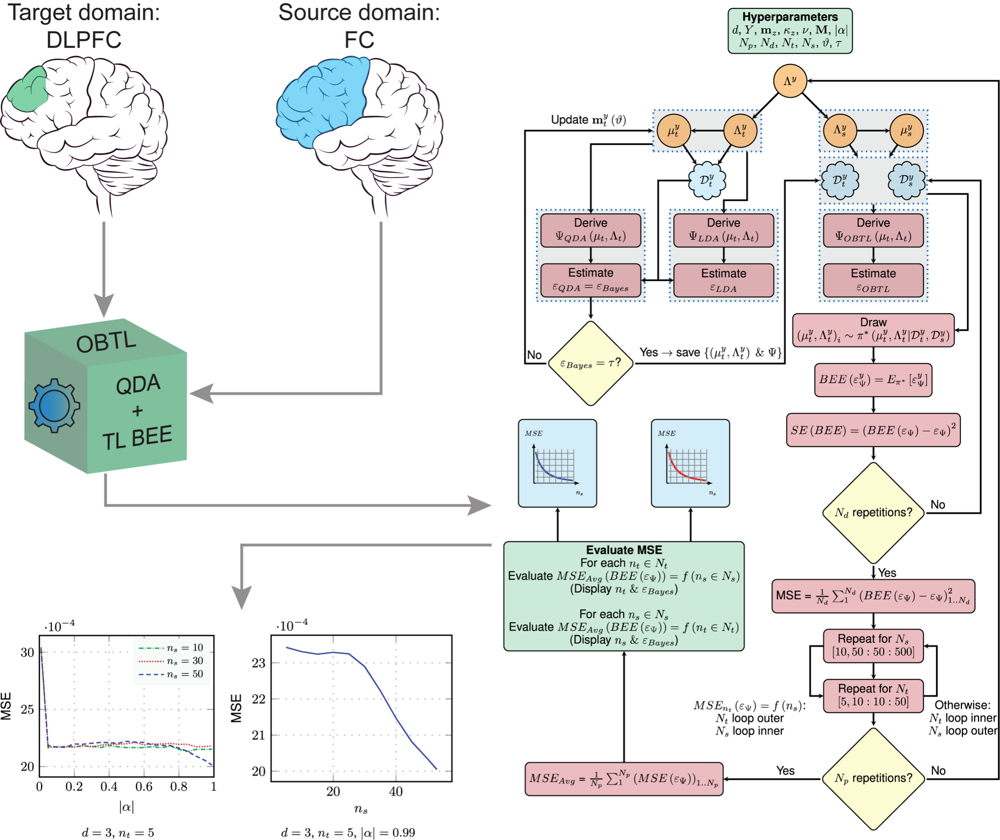 Target domain:
DLPFC
Source domain:
FC
OBTL
QDA
+
TL BEE
Hyperparameters
d, Y, m_z, κ_z, ν, M, |α|
N_p, N_d, N_t, N_s, ϑ, τ
Λ^y
Update m_t^y (ϑ)
μ_t^y
Λ_t^y
Λ_s^y
μ_s^y
𝒟_t^y
𝒟_t^y
𝒟_s^y
Derive
Ψ_QDA (μ_t, Λ_t)
Estimate
ε_QDA = ε_Bayes
Derive
Ψ_LDA (μ_t, Λ_t)
Estimate
ε_LDA
Derive
Ψ_OBTL (μ_t, Λ_t)
Estimate
ε_OBTL
No
ε_Bayes = τ?
Yes → save {(μ_t^y, Λ_t^y) & Ψ}
Draw
(μ_t^y, Λ_t^y)_i ∼ π* (μ_t^y, Λ_t^y|𝒟_t^y, 𝒟_s^y)
BEE (ε_Ψ^y) = E_π* [ε_Ψ^y]
SE (BEE) = (BEE (ε_Ψ) − ε_Ψ)^2
N_d repetitions?
No
Yes
MSE = 1/N_d ∑_1^N_d (BEE (ε_Ψ) − ε_Ψ)^2_1..N_d
Repeat for N_s
[10, 50 : 50 : 500]
Repeat for N_t
[5, 10 : 10 : 50]
MSE_n_t (ε_Ψ) = f (n_s):
N_t loop outer
N_s loop inner
Otherwise:
N_t loop inner
N_s loop outer
N_p repetitions?
No
Yes
MSE_Avg = 1/N_p ∑_1^N_p (MSE (ε_Ψ))_1..N_p
Evaluate MSE
For each n_t ∈ N_t
Evaluate MSE_Avg (BEE (ε_Ψ)) = f (n_s ∈ N_s)
(Display n_t & ε_Bayes)
For each n_s ∈ N_s
Evaluate MSE_Avg (BEE (ε_Ψ)) = f (n_t ∈ N_t)
(Display n_s & ε_Bayes)
MSE
n_s
MSE
n_s
·10^−4
30
25
20
MSE
0 0.2 0.4 0.6 0.8 1
|α|
n_s = 10
n_s = 30
n_s = 50
d = 3, n_t = 5
·10^−4
23
22
21
20
MSE
20 40
n_s
d = 3, n_t = 5, |α| = 0.99